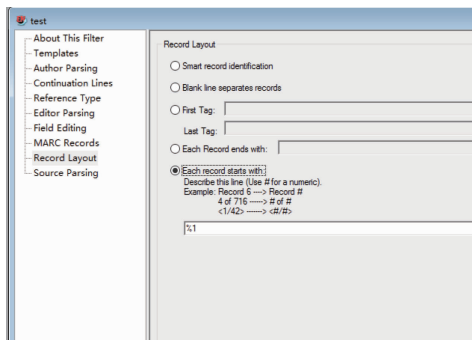 test
About This Filter
Templates
Author Parsing
Continuation Lines
Reference Type
Editor Parsing
Field Editing
MARC Records
Record Layout
Source Parsing
Record Layout
Smart record identification
Blank line separates records
First Tag:
Last Tag:
Each Record ends with:
Each record starts with:
Describe this line (Use # for a numeric).
Example: Record 6 ----> Record #
4 of 716 -----> # of #
<1/42> ------> <#/#>
%1